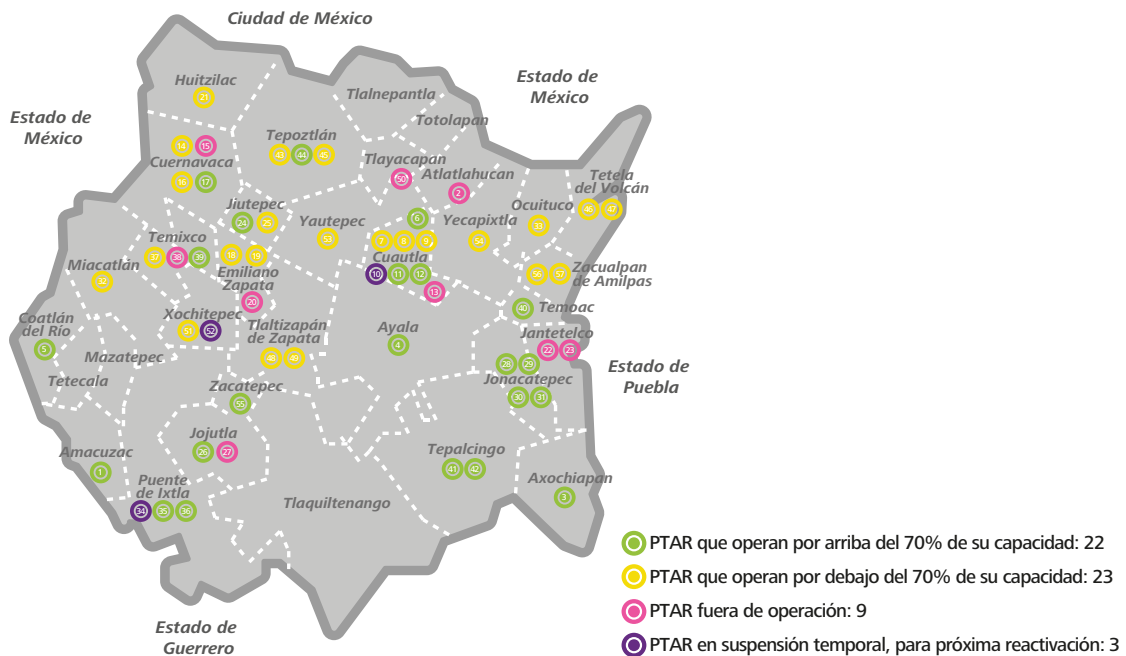 Ciudad de México
Estado de
México
Estado de
México
Huitzilac
21
Tlalnepantla
Totolapan
Tepoztlán
43 44 45
14 15
Cuernavaca
16 17
Tlayacapan
50
Atlatlahucan
2
Tetela
del Volcán
46 47
Ocuituco
33
Jiutepec
24 25
Yautepec
53
6
7 8 9
Cuautla
10 11 12
13
Yecapixtla
54
Temixco
37 38 39
18 19
Emiliano
Zapata
20
Miacatlán
32
56 57
Zacualpan
de Amilpas
40
Temoac
Xochitepec
51 52
Coatlán
del Río
5
Tlaltizapán
de Zapata
48 49
Ayala
4
Jantetelco
22 23
28 29
Jonacatepec
30 31
Estado de
Puebla
Mazatepec
Tetecala
Zacatepec
55
Jojutla
26 27
Amacuzac
1
Puente
de Ixtla
34 35 36
Tepalcingo
41 42
Axochiapan
3
Tlaquiltenango
Estado de
Guerrero
PTAR que operan por arriba del 70% de su capacidad: 22
PTAR que operan por debajo del 70% de su capacidad: 23
PTAR fuera de operación: 9
PTAR en suspensión temporal, para próxima reactivación: 3